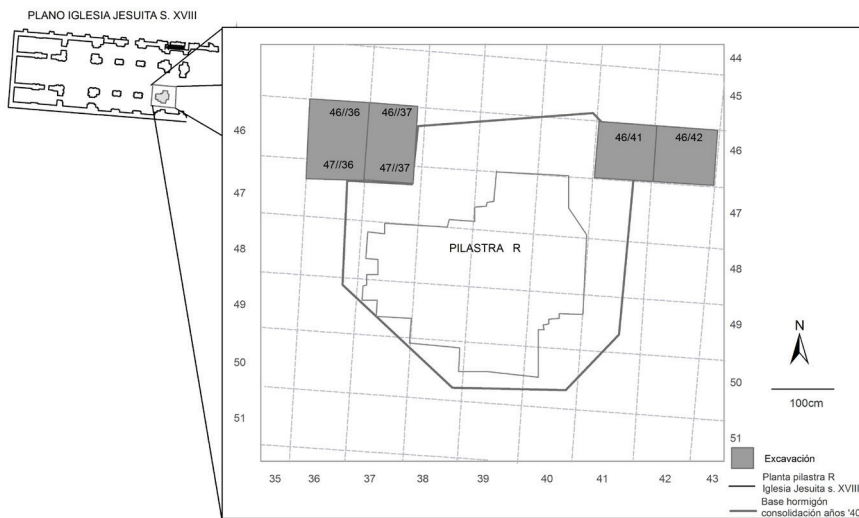 PLANO IGLESIA JESUITA S. XVIII
44
45
46//36 46//37
46 46/41 46/42 46
47//36 47//37
47
47
PILASTRA R
48
48
49
49
N
50
50
100cm
51
51
Excavación
Planta pilastra R
Iglesia Jesuita s. XVIII
Base hormigón
consolidación años '40
35 36 37 38 39 40 41 42 43